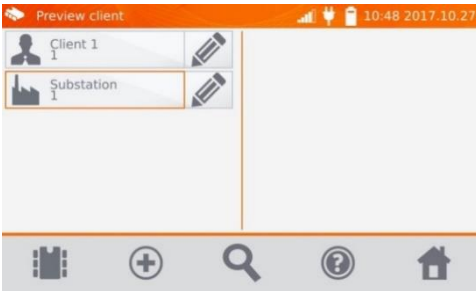 Preview client
10:48 2017.10.27
Client 1
1
Substation
1